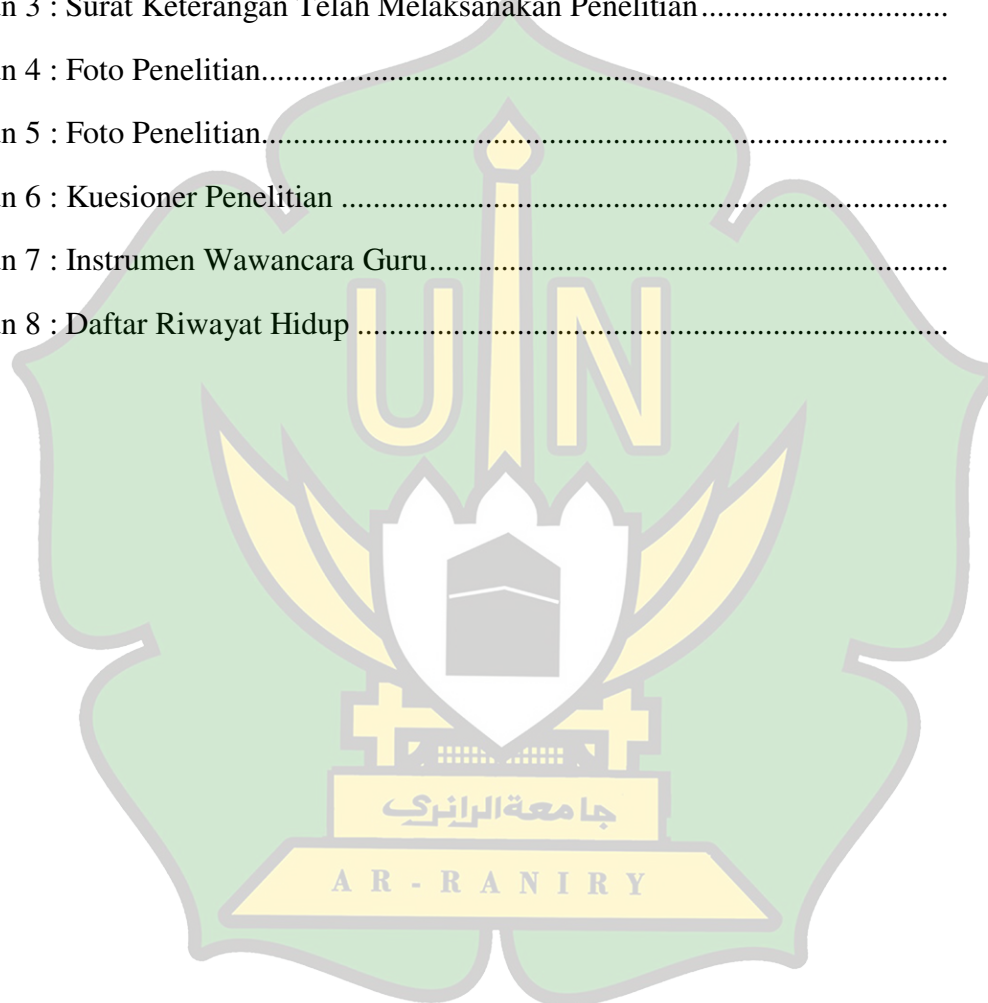 n 3 : Surat Keterangan Telah Melaksanakan Penelitian..............................
n 4 : Foto Penelitian.......................................................................................
n 5 : Foto Penelitian.......................................................................................
n 6 : Kuesioner Penelitian .............................................................................
n 7 : Instrumen Wawancara Guru..................................................................
n 8 : Daftar Riwayat Hidup ...........................................................................
UIN
جامعةالرانري
AR-RANIRY